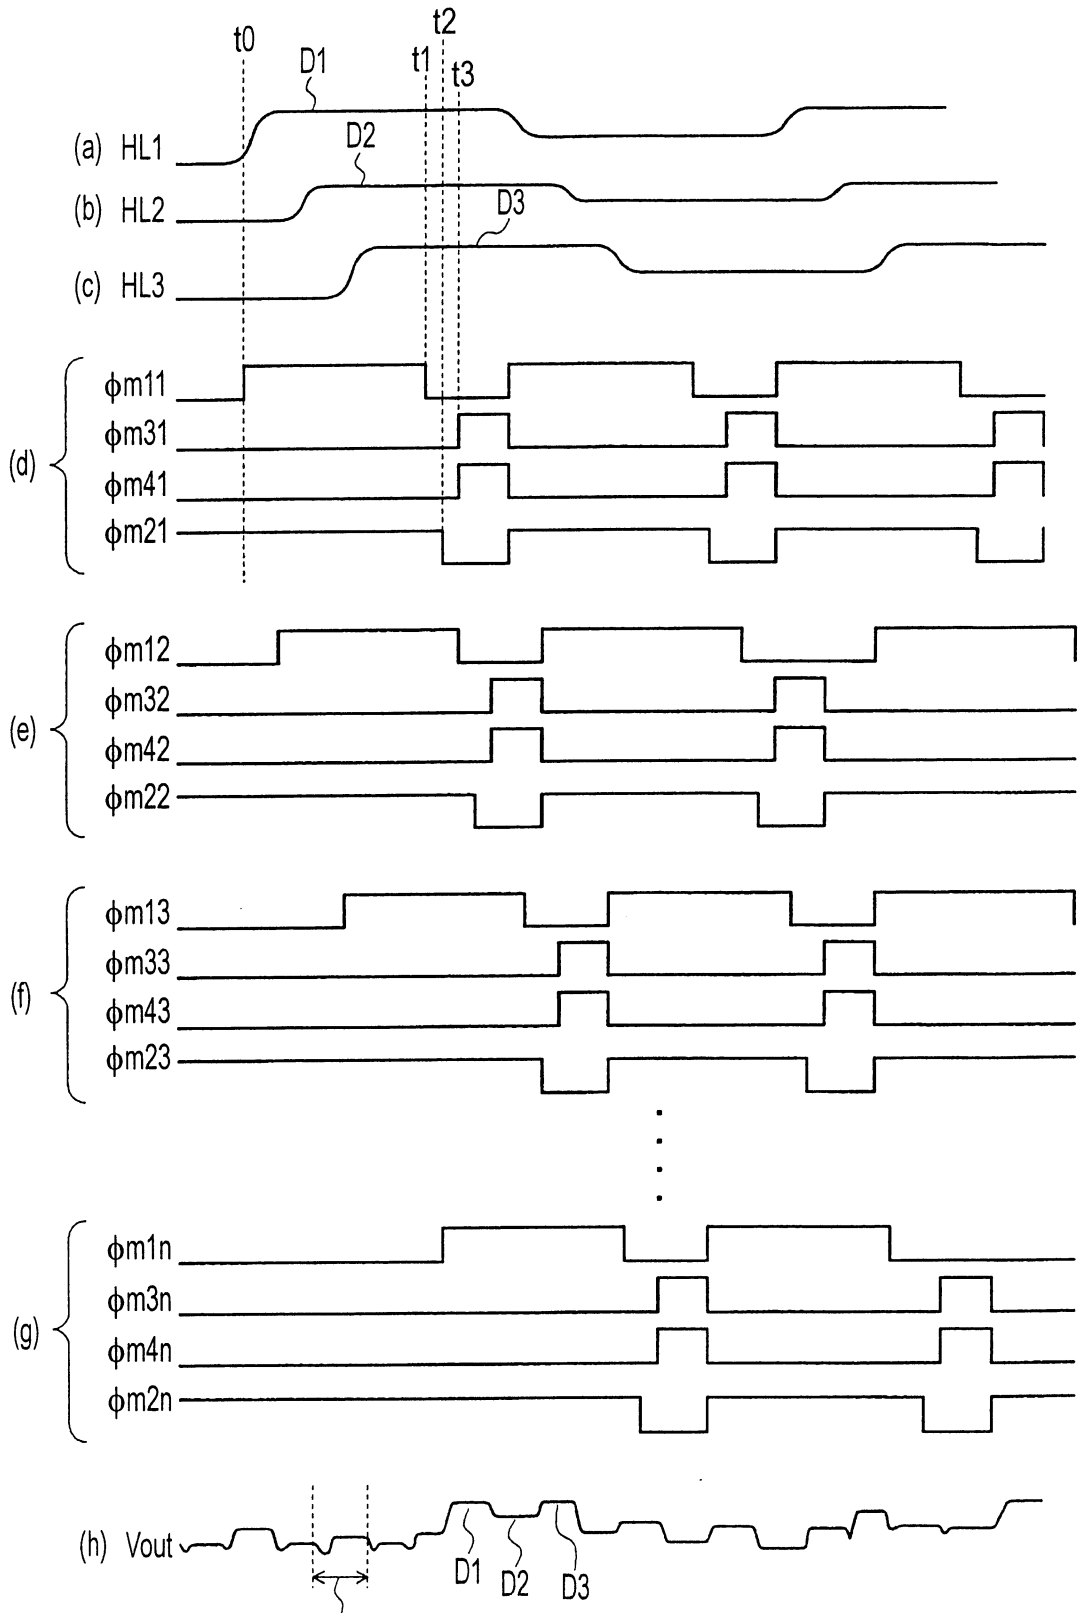 t0
t1
t2
t3
D1
(a) HL1
D2
(b) HL2
D3
(c) HL3
(d)
ϕm11
ϕm31
ϕm41
ϕm21
(e)
ϕm12
ϕm32
ϕm42
ϕm22
(f)
ϕm13
ϕm33
ϕm43
ϕm23
(g)
ϕm1n
ϕm3n
ϕm4n
ϕm2n
(h) Vout
D1
D2
D3